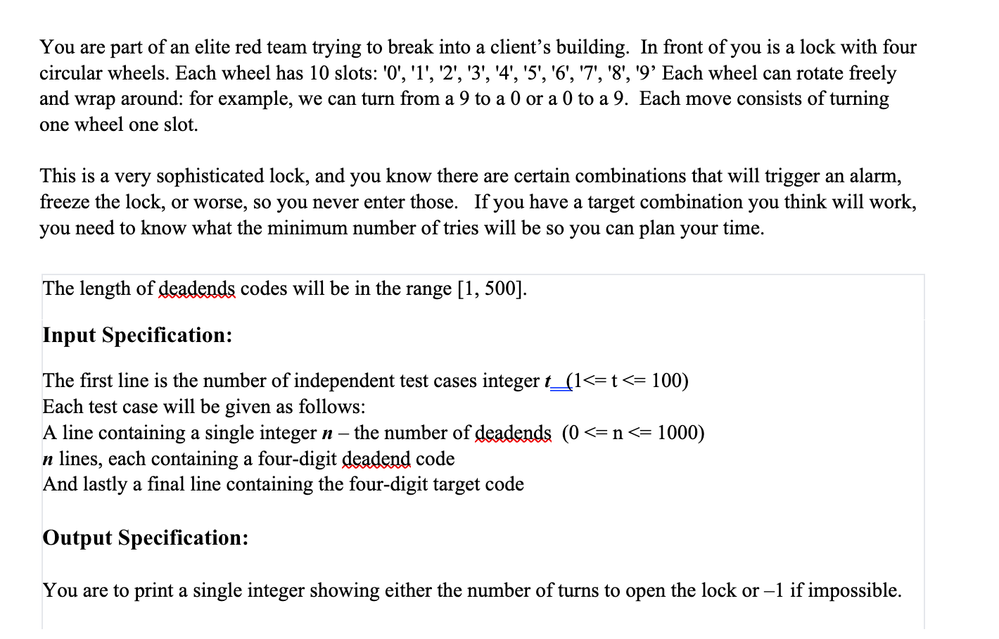 You are part of an elite red team trying to break into a client’s building.  In front of you is a lock with four
circular wheels. Each wheel has 10 slots: '0', '1', '2', '3', '4', '5', '6', '7', '8', '9’ Each wheel can rotate freely
and wrap around: for example, we can turn from a 9 to a 0 or a 0 to a 9.  Each move consists of turning
one wheel one slot.
This is a very sophisticated lock, and you know there are certain combinations that will trigger an alarm,
freeze the lock, or worse, so you never enter those.   If you have a target combination you think will work,
you need to know what the minimum number of tries will be so you can plan your time.
The length of deadends codes will be in the range [1, 500].
Input Specification:
The first line is the number of independent test cases integer t  (1<= t <= 100)
Each test case will be given as follows:
A line containing a single integer n – the number of deadends  (0 <= n <= 1000)
n lines, each containing a four-digit deadend code
And lastly a final line containing the four-digit target code
Output Specification:
You are to print a single integer showing either the number of turns to open the lock or –1 if impossible.